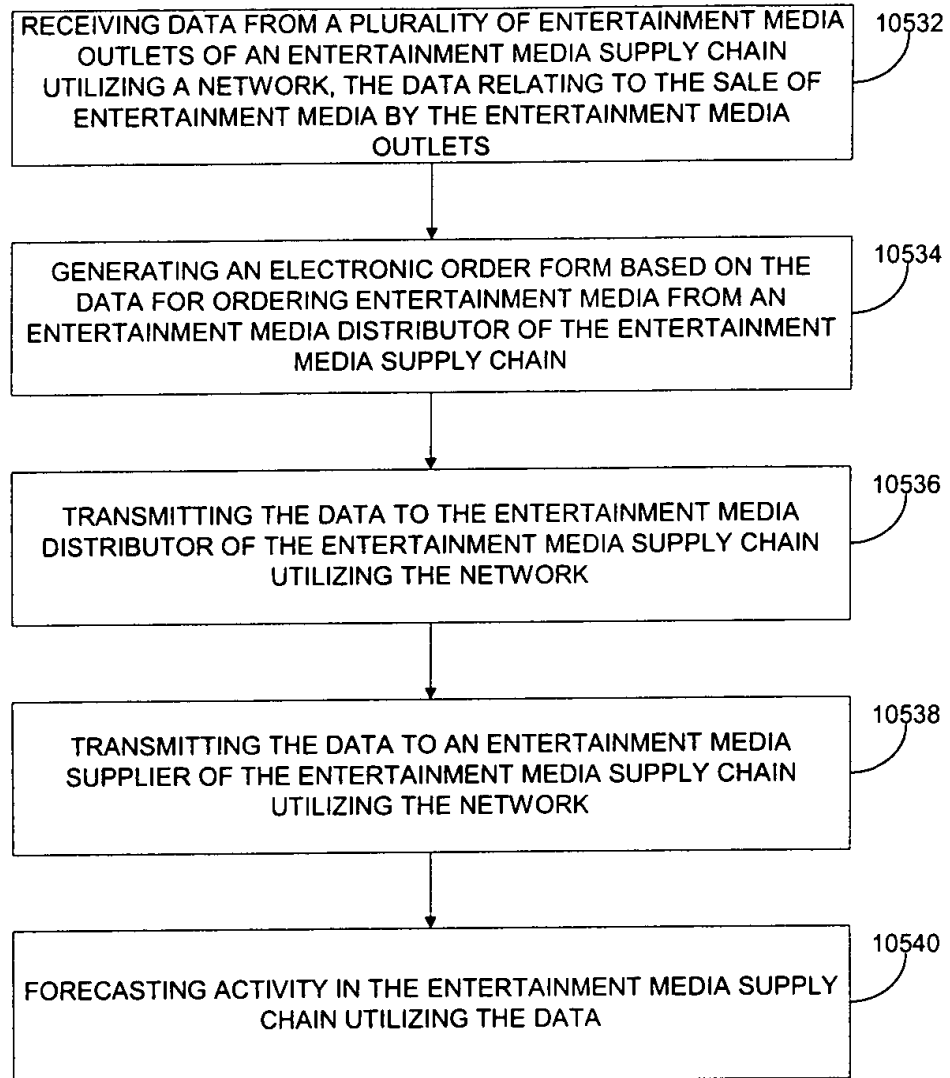 RECEIVING DATA FROM A PLURALITY OF ENTERTAINMENT MEDIA
OUTLETS OF AN ENTERTAINMENT MEDIA SUPPLY CHAIN
UTILIZING A NETWORK, THE DATA RELATING TO THE SALE OF
ENTERTAINMENT MEDIA BY THE ENTERTAINMENT MEDIA
OUTLETS
10532
GENERATING AN ELECTRONIC ORDER FORM BASED ON THE
DATA FOR ORDERING ENTERTAINMENT MEDIA FROM AN
ENTERTAINMENT MEDIA DISTRIBUTOR OF THE ENTERTAINMENT
MEDIA SUPPLY CHAIN
10534
TRANSMITTING THE DATA TO THE ENTERTAINMENT MEDIA
DISTRIBUTOR OF THE ENTERTAINMENT MEDIA SUPPLY CHAIN
UTILIZING THE NETWORK
10536
TRANSMITTING THE DATA TO AN ENTERTAINMENT MEDIA
SUPPLIER OF THE ENTERTAINMENT MEDIA SUPPLY CHAIN
UTILIZING THE NETWORK
10538
FORECASTING ACTIVITY IN THE ENTERTAINMENT MEDIA SUPPLY
CHAIN UTILIZING THE DATA
10540